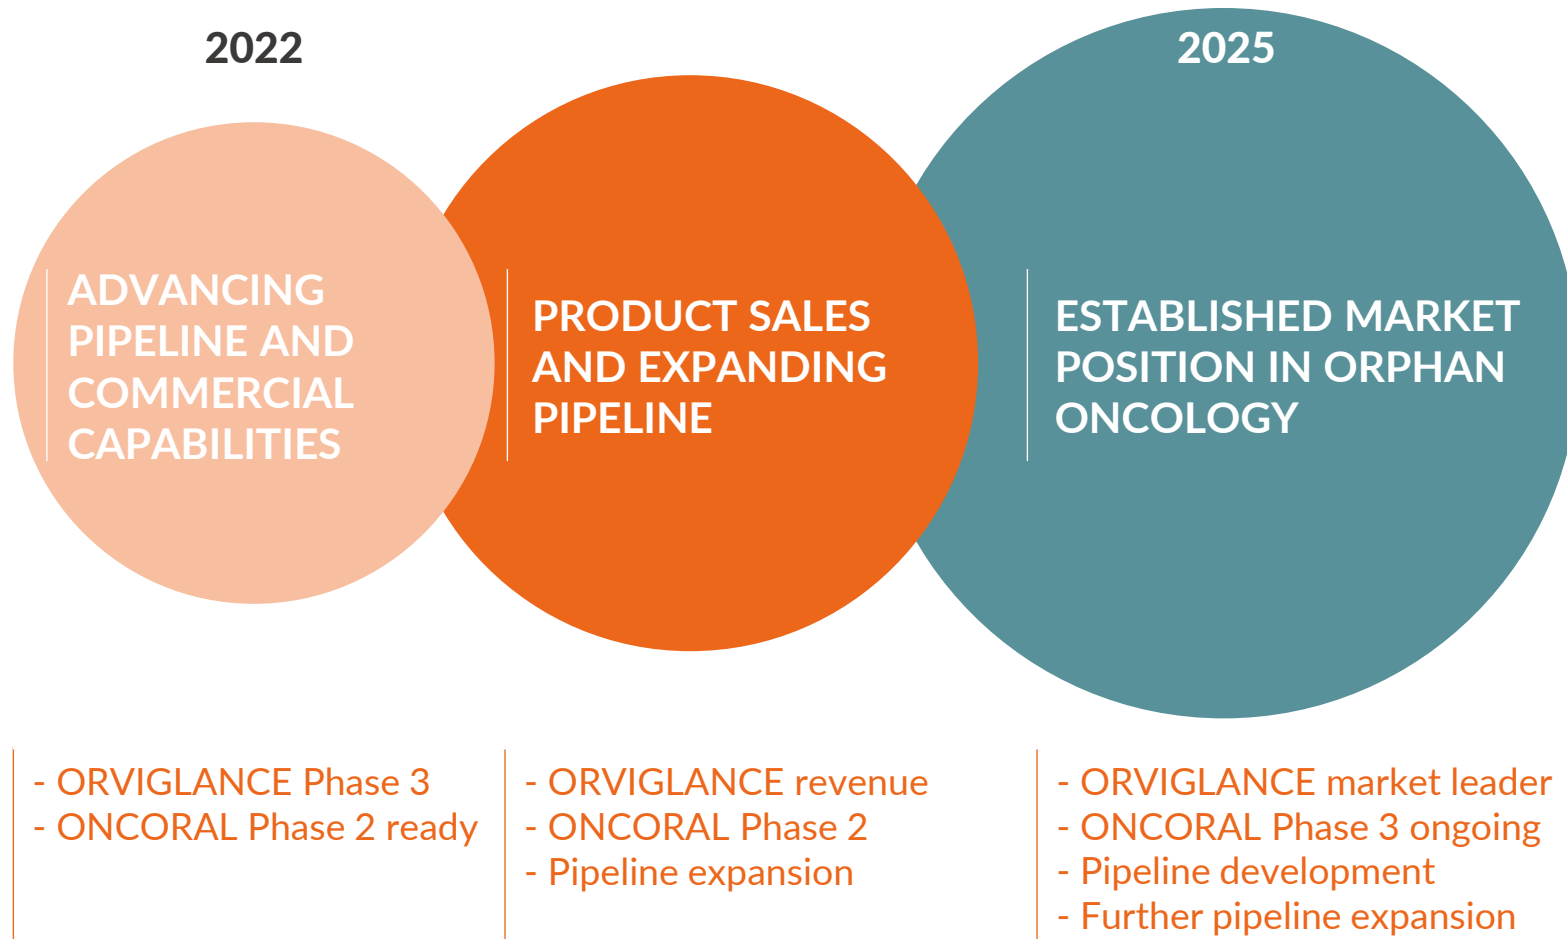 2022
2025
ADVANCING
PIPELINE AND
COMMERCIAL
CAPABILITIES
PRODUCT SALES
AND EXPANDING
PIPELINE
ESTABLISHED MARKET
POSITION IN ORPHAN
ONCOLOGY
- ORVIGLANCE Phase 3
- ONCORAL Phase 2 ready
- ORVIGLANCE revenue
- ONCORAL Phase 2
- Pipeline expansion
- ORVIGLANCE market leader
- ONCORAL Phase 3 ongoing
- Pipeline development
- Further pipeline expansion